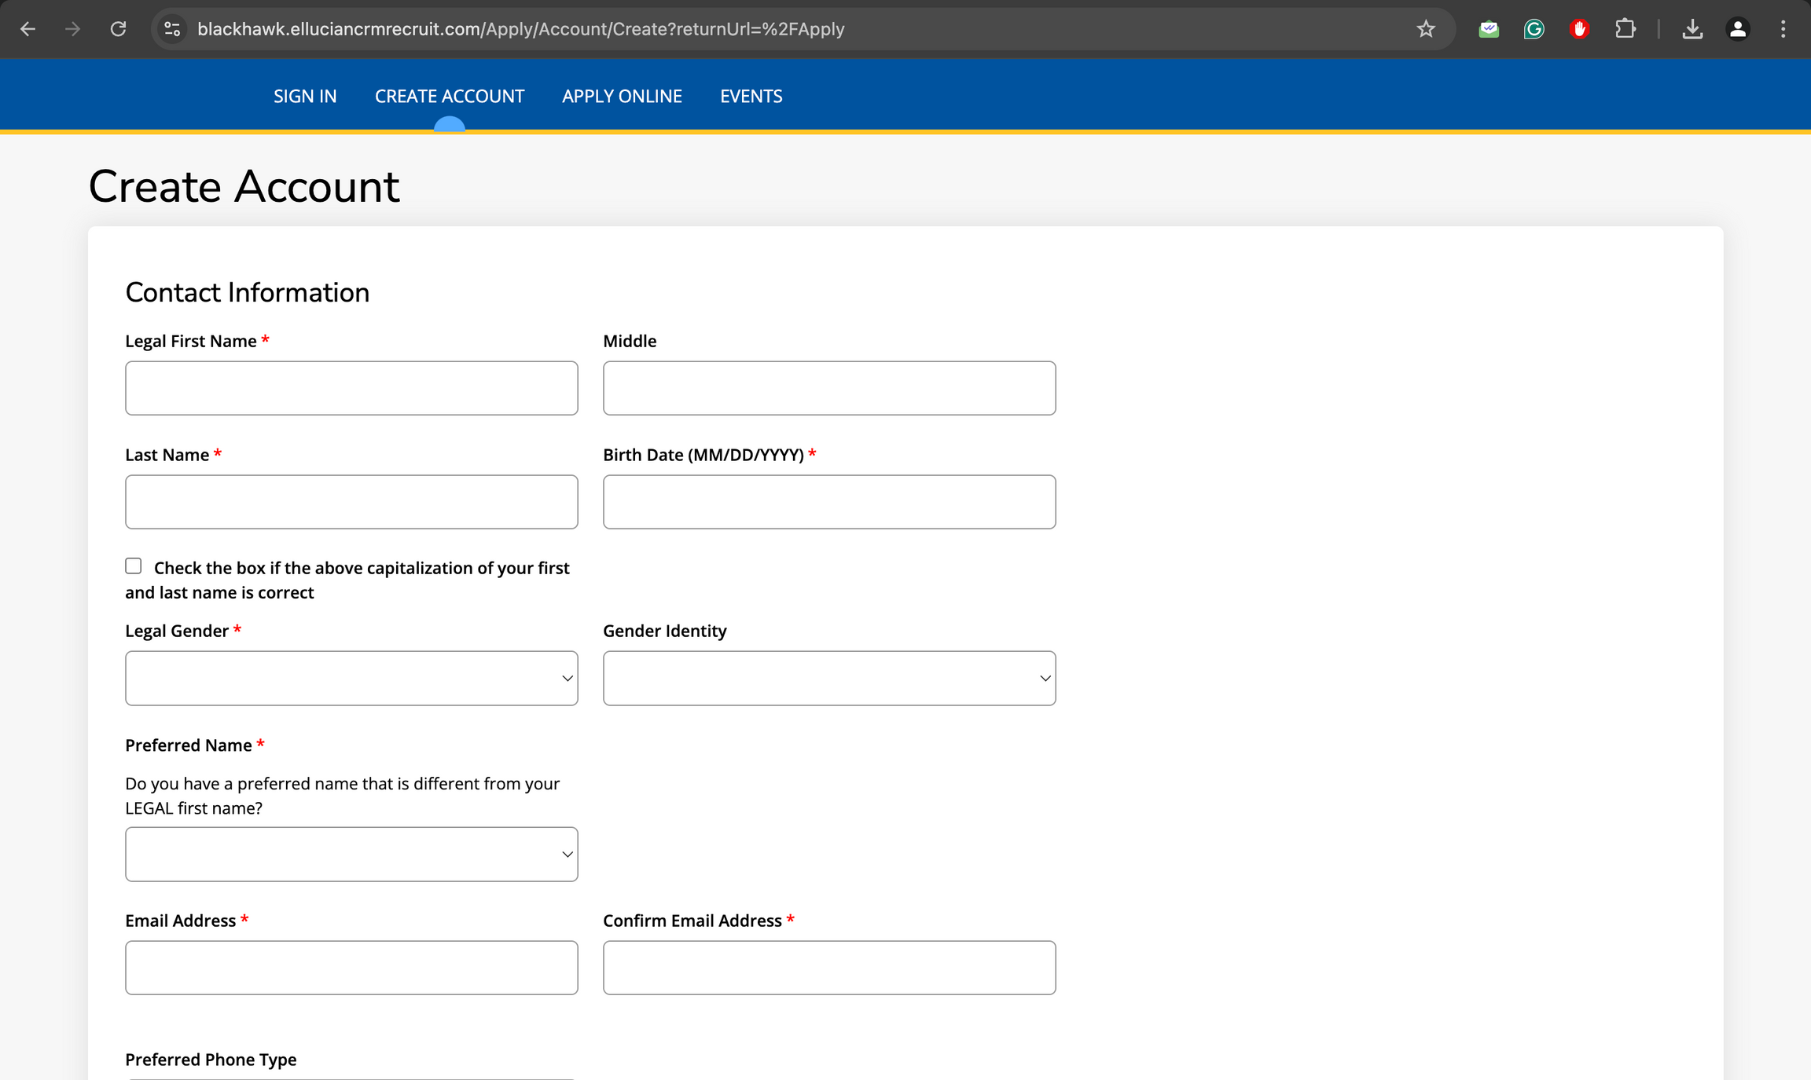 blackhawk.elluciancrmrecruit.com/Apply/Account/Create?returnUrl=%2FApply
SIGN IN CREATE ACCOUNT APPLY ONLINE EVENTS
Create Account
Contact Information
Legal First Name * Middle
Last Name * Birth Date (MM/DD/YYYY) *
Check the box if the above capitalization of your first
and last name is correct
Legal Gender * Gender Identity
Preferred Name *
Do you have a preferred name that is different from your
LEGAL first name?
Email Address * Confirm Email Address *
Preferred Phone Type